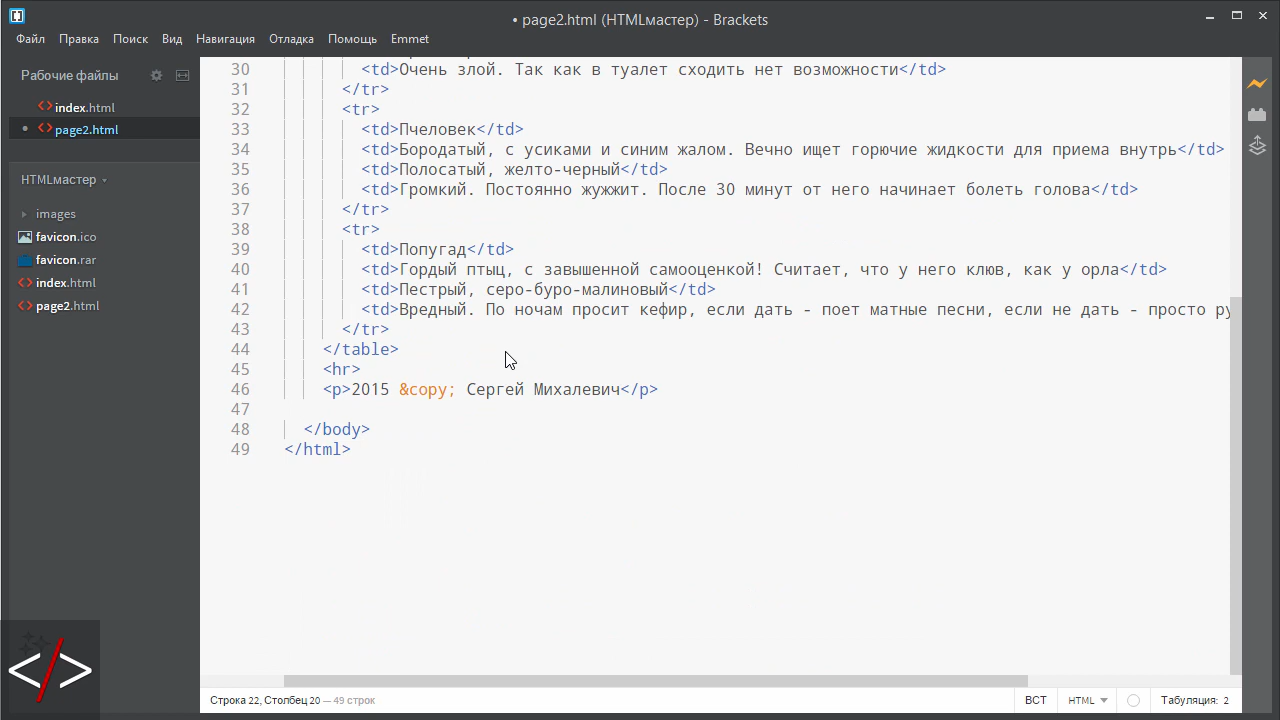 • page2.html (HTMLмастер) - Brackets
Файл Правка Поиск Вид Навигация Отладка Помощь Emmet
Рабочие файлы
index.html
• page2.html
HTMLмастер
images
favicon.ico
favicon.rar
index.html
page2.html
30 <td>Очень злой. Так как в туалет сходить нет возможности</td>
31 </tr>
32 <tr>
33 <td>Пчеловек</td>
34 <td>Бородатый, с усиками и синим жалом. Вечно ищет горючие жидкости для приема внутрь</td>
35 <td>Полосатый, желто-черный</td>
36 <td>Громкий. Постоянно жужжит. После 30 минут от него начинает болеть голова</td>
37 </tr>
38 <tr>
39 <td>Попугад</td>
40 <td>Гордый птыц, с завышенной самооценкой! Считает, что у него клюв, как у орла</td>
41 <td>Пестрый, серо-буро-малиновый</td>
42 <td>Вредный. По ночам просит кефир, если дать - поет матные песни, если не дать - просто
43 </tr>
44 </table>
45 <hr>
46 <p>2015 &copy; Сергей Михалевич</p>
47
48 </body>
49 </html>
</>
Строка 22, Столбец 20 — 49 строк ВСТ HTML Табуляция: 2